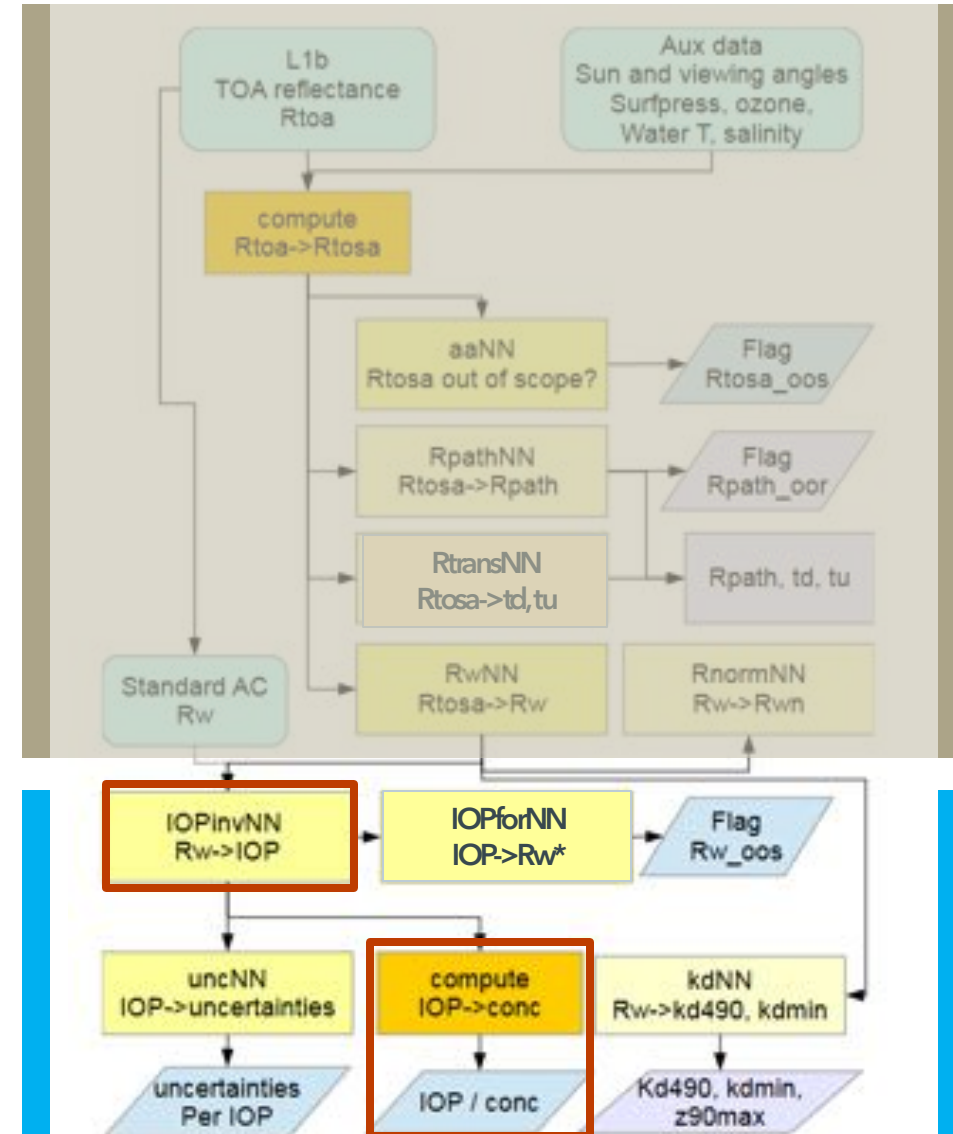 L1b
TOA reflectance
Rtoa
Aux data
Sun and viewing angles
Surfpress, ozone,
Water T, salinity
compute
Rtoa->Rtosa
aaNN
Rtosa out of scope?
Flag
Rtosa_oos
RpathNN
Rtosa->Rpath
Flag
Rpath_oor
RtransNN
Rtosa->td,tu
Rpath, td, tu
Standard AC
Rw
RwNN
Rtosa->Rw
RnormNN
Rw->Rwn
IOPinvNN
Rw->IOP
IOPforNN
IOP->Rw*
Flag
Rw_oos
uncNN
IOP->uncertainties
compute
IOP->conc
kdNN
Rw->kd490, kdmin
uncertainties
Per IOP
IOP / conc
Kd490, kdmin,
z90max